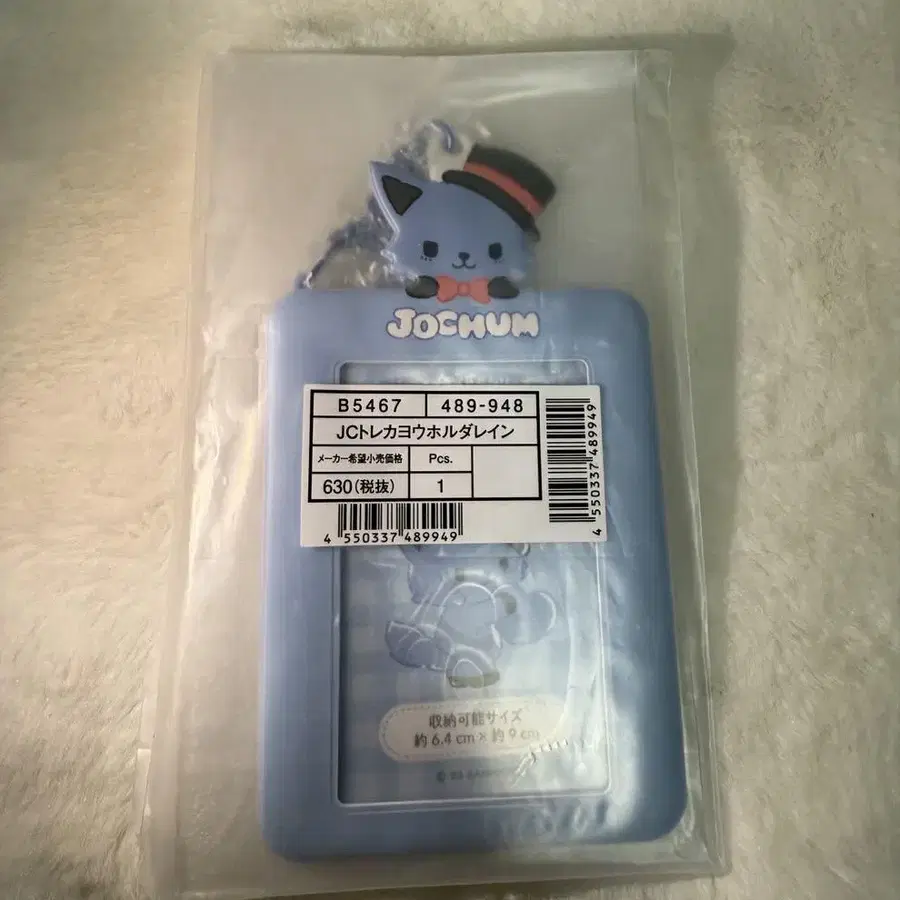 JOCHUM
B5467 489-948
JCトレカヨウホルダレイン
メーカー希望小売価格 Pcs.
630(税抜) 1
4 550337 489949
4 550337 489949
収納可能サイズ
約 6.4 cm × 約 9 cm